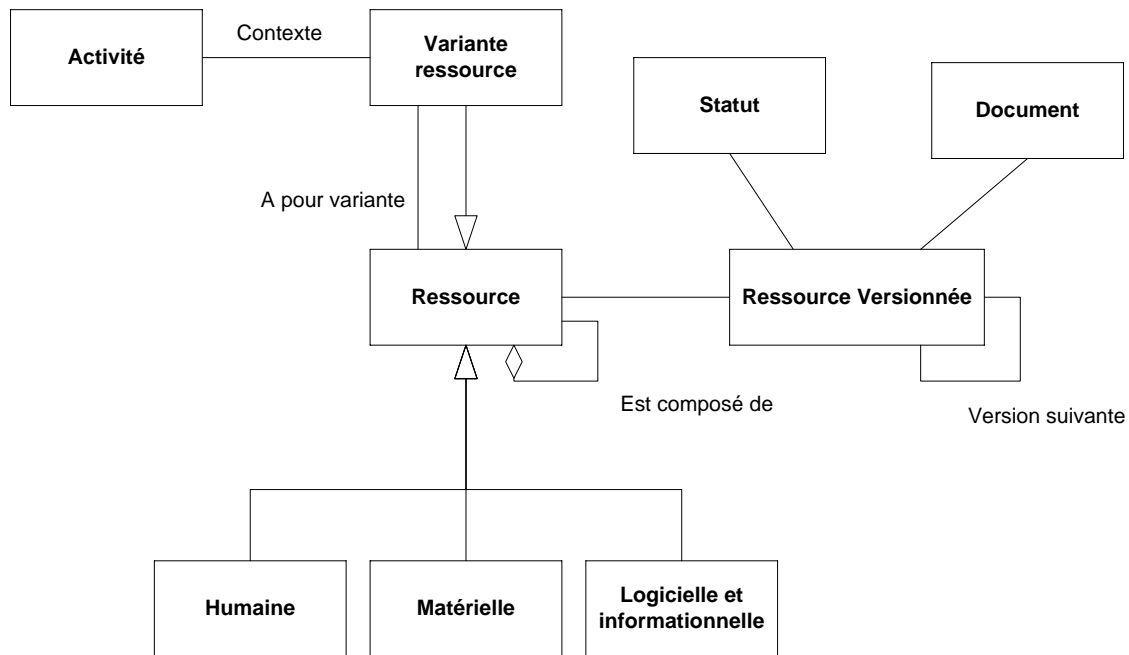 Activité
Contexte
Variante
ressource
Statut
Document
A pour variante
Ressource
Ressource Versionnée
Est composé de
Version suivante
Humaine
Matérielle
Logicielle et
informationnelle